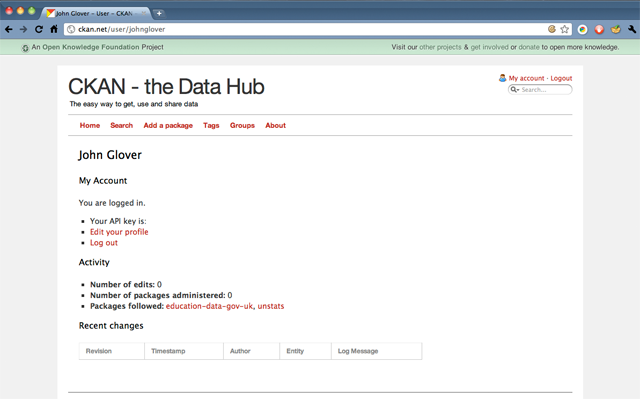 John Glover - User - CKAN -
ckan.net/user/johnglover
An Open Knowledge Foundation Project
Visit our other projects & get involved or donate to open more knowledge.
CKAN - the Data Hub
My account - Logout
The easy way to get, use and share data
Search...
Home Search Add a package Tags Groups About
John Glover
My Account
You are logged in.
Your API key is:
Edit your profile
Log out
Activity
Number of edits: 0
Number of packages administered: 0
Packages followed: education-data-gov-uk, unstats
Recent changes
Revision Timestamp Author Entity Log Message